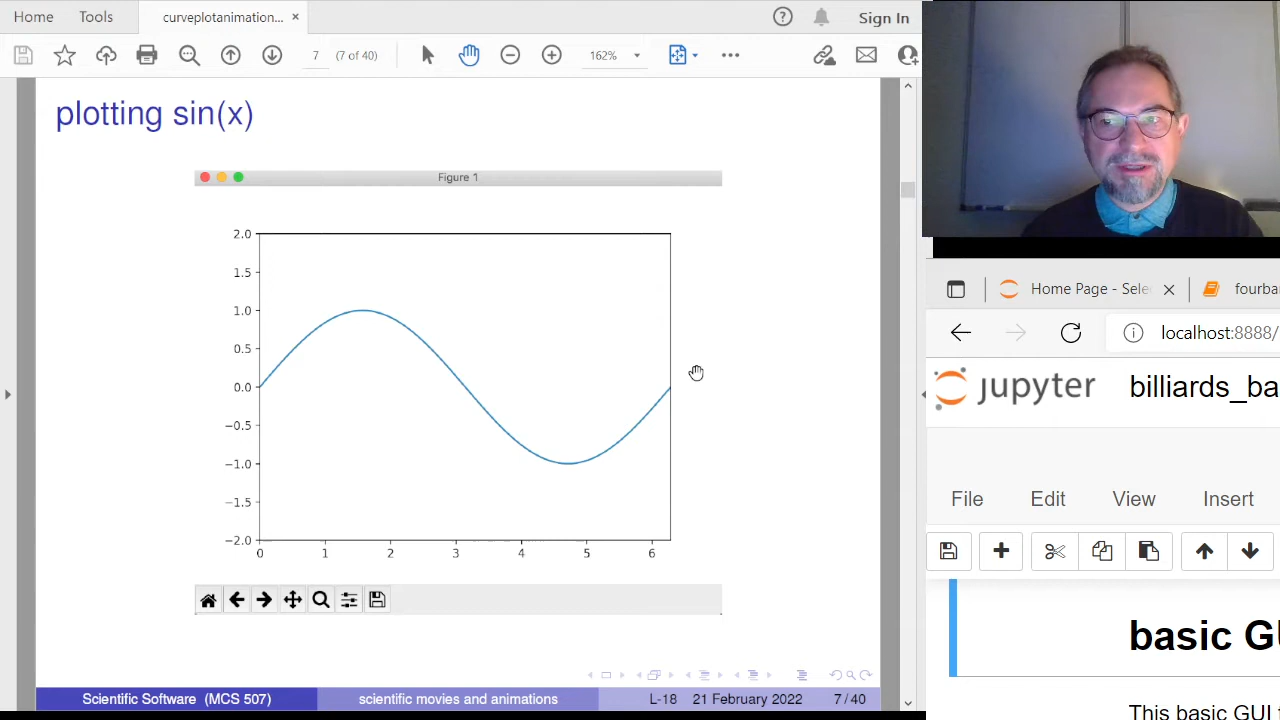 Home Tools curveplotanimation... × Sign In
7 (7 of 40) 162%
plotting sin(x)
Figure 1
2.0
1.5
1.0
0.5
0.0
−0.5
−1.0
−1.5
−2.0
0 1 2 3 4 5 6
Scientific Software (MCS 507) scientific movies and animations L-18 21 February 2022 7 / 40
Home Page - Sele fourba
localhost:8888/
jupyter billiards_ba
File Edit View Insert
basic GU
This basic GUI